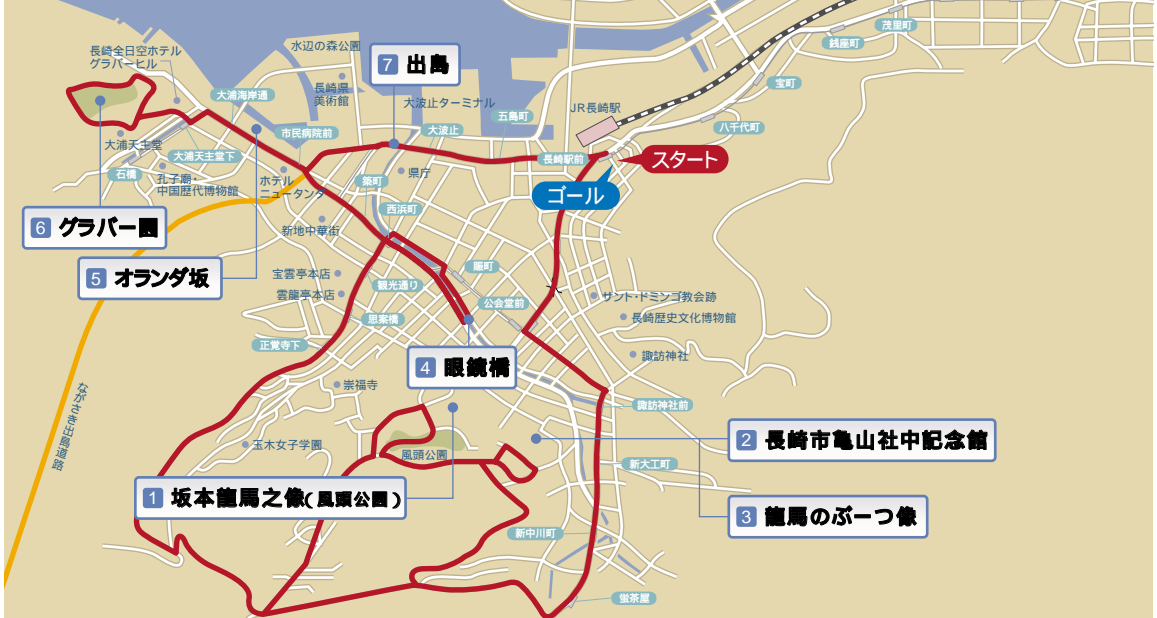 茂里町
銭座町
宝町
水辺の森公園
長崎全日空ホテル
グラバーヒル
7 出島
長崎県
美術館
大浦海岸通
大波止ターミナル
五島町
JR長崎駅
八千代町
市民病院前
大波止
大浦天主堂
大浦天主堂下
長崎駅前
スタート
石橋
孔子廟・
中国歴代博物館
ホテル
ニュータンダ
築町
県庁
ゴール
西浜町
6 グラバー園
新地中華街
5 オランダ坂
宝雲亭本店
雲龍亭本店
観光通り
賑町
公会堂前
サント・ドミンゴ教会跡
長崎歴史文化博物館
思案橋
正覚寺下
4 眼鏡橋
諏訪神社
崇福寺
諏訪神社前
ながさき出島道路
玉木女子学園
風頭公園
2 長崎市亀山社中記念館
新大工町
1 坂本龍馬之像(風頭公園)
3 龍馬のぶーつ像
新中川町
蛍茶屋